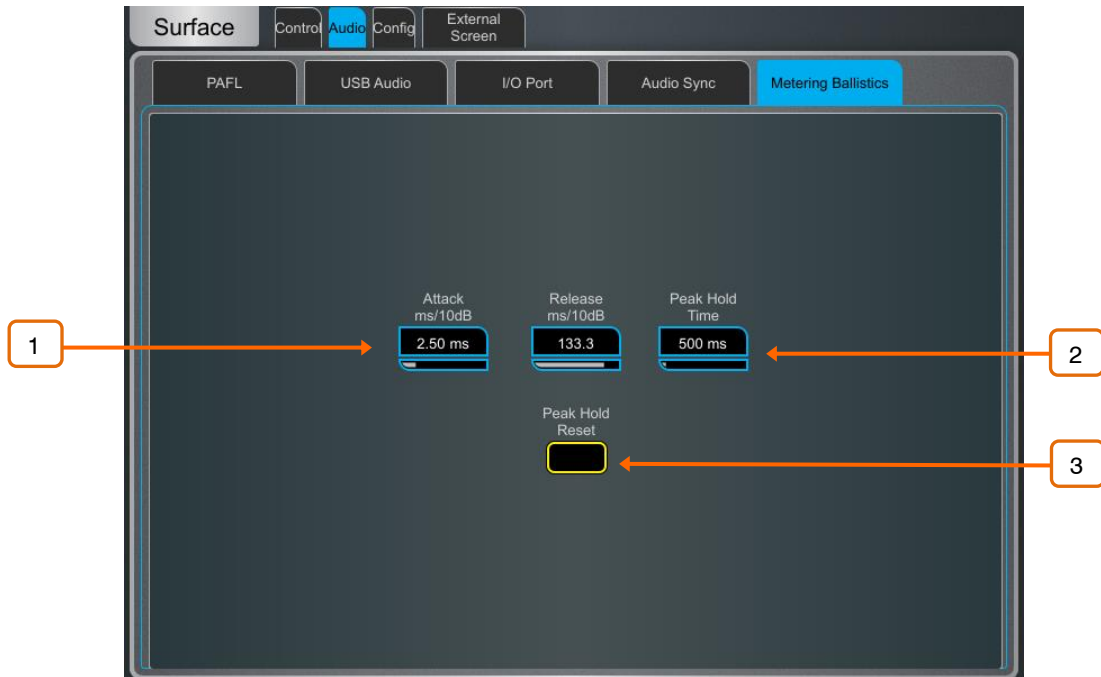 Surface
Control
Audio
Config
External
Screen
PAFL
USB Audio
I/O Port
Audio Sync
Metering Ballistics
Attack
ms/10dB
Release
ms/10dB
Peak Hold
Time
1
2.50 ms
133.3
500 ms
2
Peak Hold
Reset
3